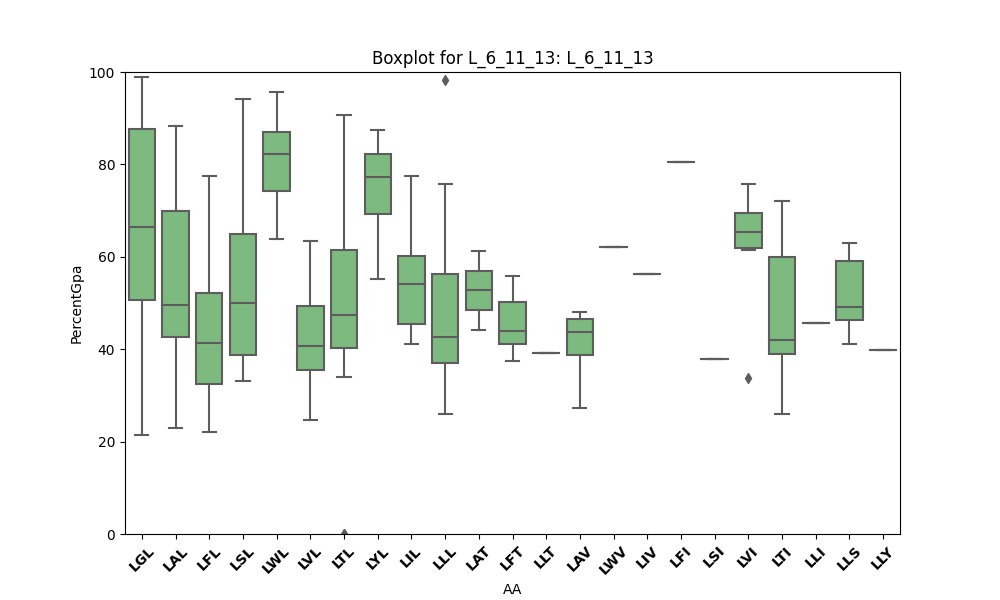 Boxplot for L_6_11_13: L_6_11_13
100
80
60
40
20
0
PercentGpa
LGL LAL LFL LSL LWL LVL LTL LYL LIL LLL LAT LFT LLT LAV LWV LIV LFI LSI LVI LTI LLI LLS LLY
AA